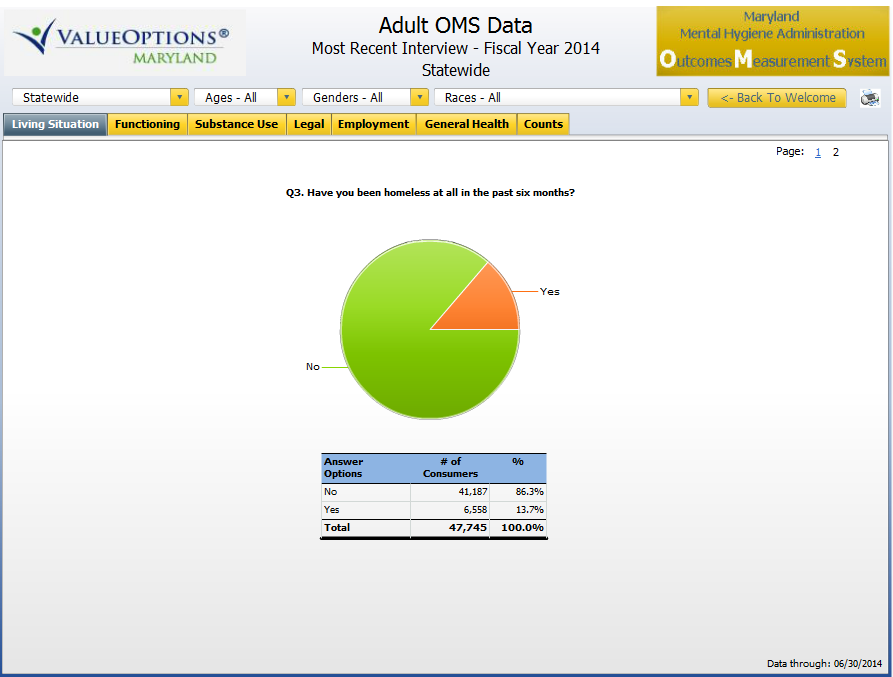 VALUEOPTIONS®
MARYLAND
Adult OMS Data
Most Recent Interview - Fiscal Year 2014
Statewide
Maryland
Mental Hygiene Administration
Outcomes Measurement System
Statewide Ages - All Genders - All Races - All <- Back To Welcome
Living Situation Functioning Substance Use Legal Employment General Health Counts
Page: 1 2
Q3. Have you been homeless at all in the past six months?
Yes
No
Answer Options # of Consumers %
No 41,187 86.3%
Yes 6,558 13.7%
Total 47,745 100.0%
Data through: 06/30/2014